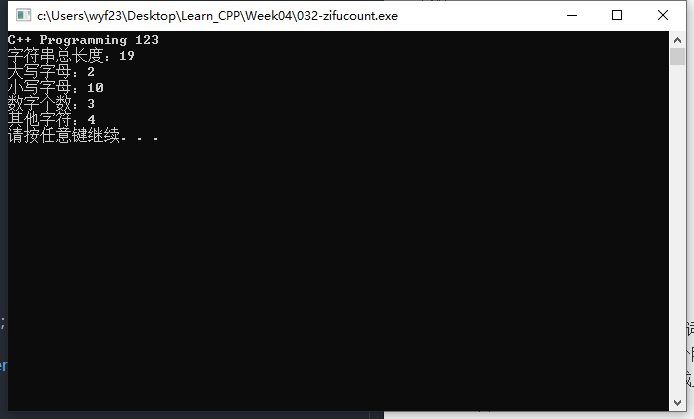 c:\Users\wyf23\Desktop\Learn_CPP\Week04\032-zifucount.exe
C++ Programming 123
字符串总长度：19
大写字母：2
小写字母：10
数字个数：3
其他字符：4
请按任意键继续. . .
;
er